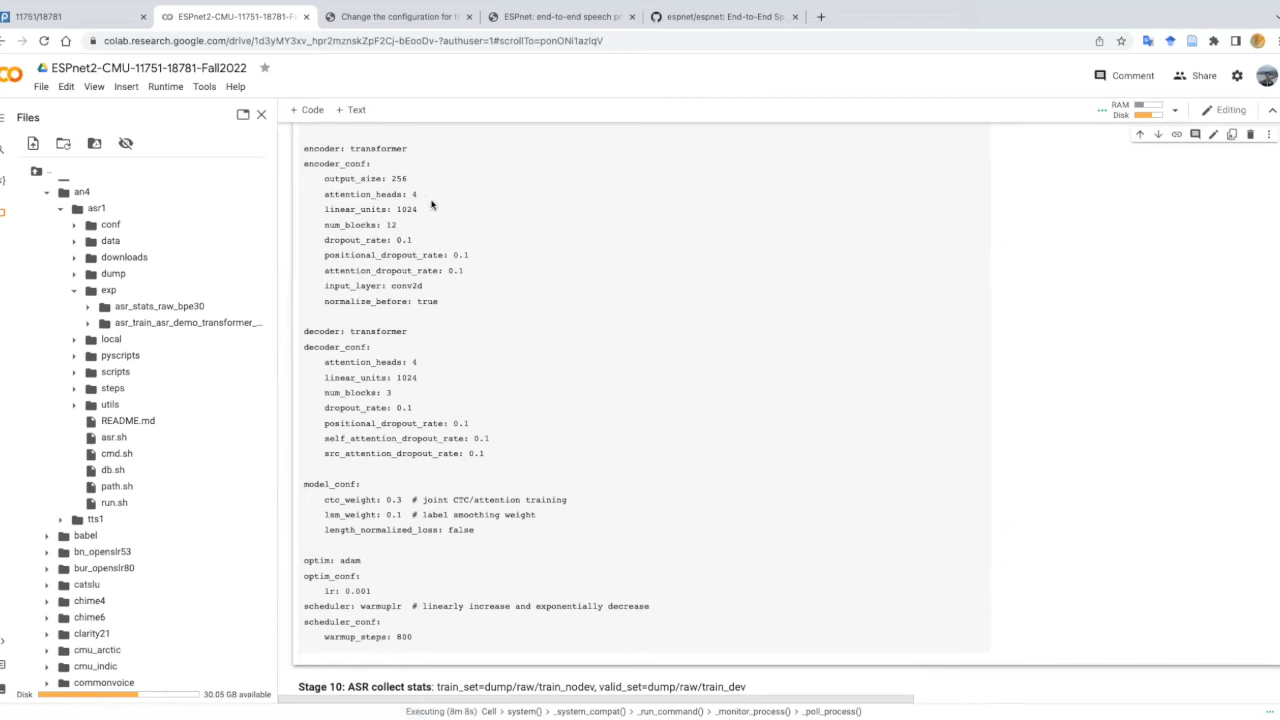 11751/18781
ESPnet2-CMU-11751-18781-F
Change the configuration for t
ESPnet: end-to-end speech pr
espnet/espnet: End-to-End Sp
colab.research.google.com/drive/1d3yMY3xv_hpr2mznskZpF2Cj-bEooDv-?authuser=1#scrollTo=ponONi1azlqV
ESPnet2-CMU-11751-18781-Fall2022
File Edit View Insert Runtime Tools Help
Comment
Share
+ Code + Text
RAM
Disk
Editing
Files
..
an4
asr1
conf
data
downloads
dump
exp
asr_stats_raw_bpe30
asr_train_asr_demo_transformer_...
local
pyscripts
scripts
steps
utils
README.md
asr.sh
cmd.sh
db.sh
path.sh
run.sh
tts1
babel
bn_openslr53
bur_openslr80
catslu
chime4
chime6
clarity21
cmu_arctic
cmu_indic
commonvoice
Disk 30.05 GB available
encoder: transformer
encoder_conf:
output_size: 256
attention_heads: 4
linear_units: 1024
num_blocks: 12
dropout_rate: 0.1
positional_dropout_rate: 0.1
attention_dropout_rate: 0.1
input_layer: conv2d
normalize_before: true
decoder: transformer
decoder_conf:
attention_heads: 4
linear_units: 1024
num_blocks: 3
dropout_rate: 0.1
positional_dropout_rate: 0.1
self_attention_dropout_rate: 0.1
src_attention_dropout_rate: 0.1
model_conf:
ctc_weight: 0.3 # joint CTC/attention training
lsm_weight: 0.1 # label smoothing weight
length_normalized_loss: false
optim: adam
optim_conf:
lr: 0.001
scheduler: warmuplr # linearly increase and exponentially decrease
scheduler_conf:
warmup_steps: 800
Stage 10: ASR collect stats: train_set=dump/raw/train_nodev, valid_set=dump/raw/train_dev
Executing (8m 8s) Cell > system() > _system_compat() > _run_command() > _monitor_process() > _poll_process()